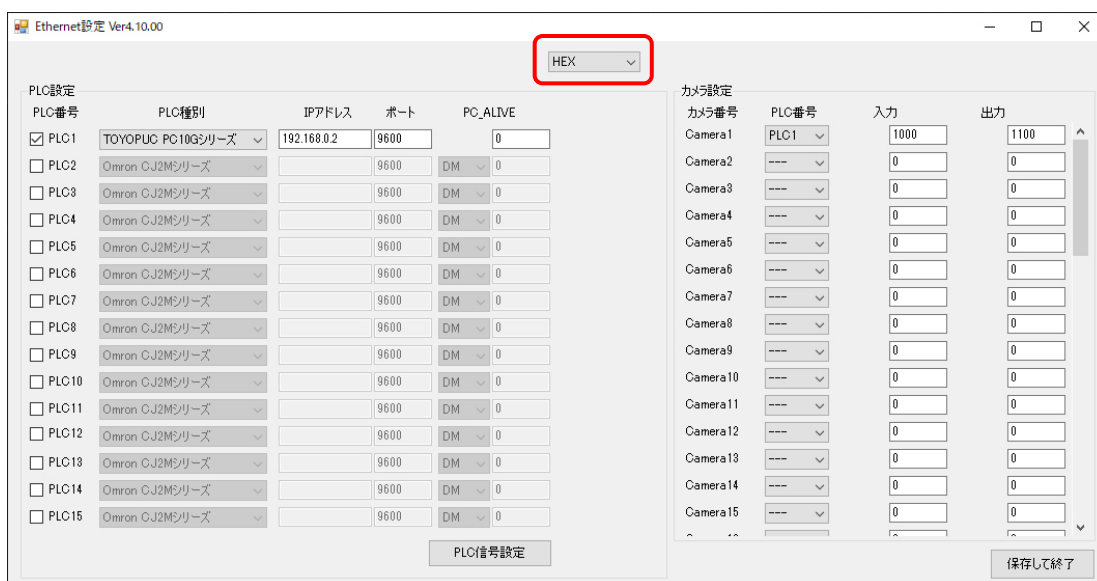 Ethernet設定 Ver4.10.00
HEX
PLC設定
PLC番号 PLC種別 IPアドレス ポート PC_ALIVE
PLC1 TOYOPUC PC10Gシリーズ 192.168.0.2 9600 0
PLC2 Omron CJ2Mシリーズ 9600 DM 0
PLC3 Omron CJ2Mシリーズ 9600 DM 0
PLC4 Omron CJ2Mシリーズ 9600 DM 0
PLC5 Omron CJ2Mシリーズ 9600 DM 0
PLC6 Omron CJ2Mシリーズ 9600 DM 0
PLC7 Omron CJ2Mシリーズ 9600 DM 0
PLC8 Omron CJ2Mシリーズ 9600 DM 0
PLC9 Omron CJ2Mシリーズ 9600 DM 0
PLC10 Omron CJ2Mシリーズ 9600 DM 0
PLC11 Omron CJ2Mシリーズ 9600 DM 0
PLC12 Omron CJ2Mシリーズ 9600 DM 0
PLC13 Omron CJ2Mシリーズ 9600 DM 0
PLC14 Omron CJ2Mシリーズ 9600 DM 0
PLC15 Omron CJ2Mシリーズ 9600 DM 0
PLC信号設定
カメラ設定
カメラ番号 PLC番号 入力 出力
Camera1 PLC1 1000 1100
Camera2 --- 0 0
Camera3 --- 0 0
Camera4 --- 0 0
Camera5 --- 0 0
Camera6 --- 0 0
Camera7 --- 0 0
Camera8 --- 0 0
Camera9 --- 0 0
Camera10 --- 0 0
Camera11 --- 0 0
Camera12 --- 0 0
Camera13 --- 0 0
Camera14 --- 0 0
Camera15 --- 0 0
保存して終了